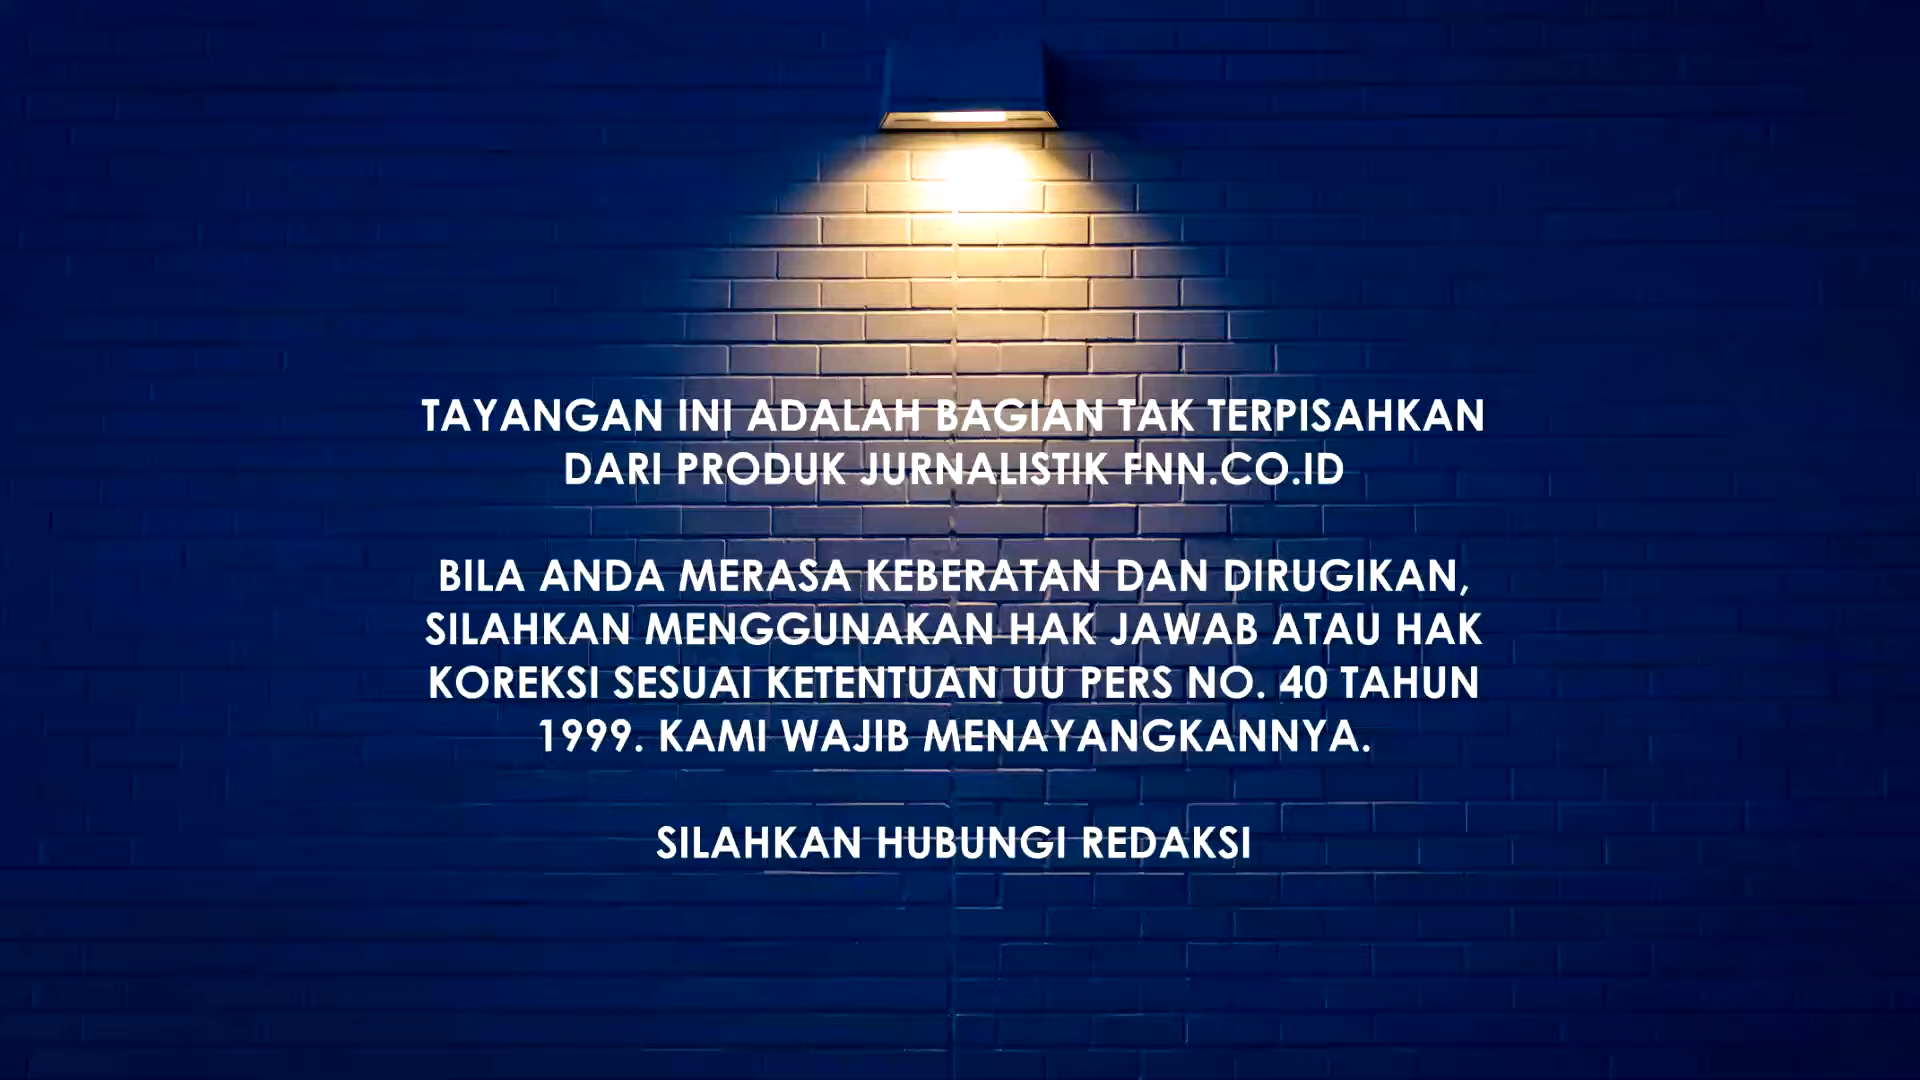 TAYANGAN INI ADALAH BAGIAN TAK TERPISAHKAN
DARI PRODUK JURNALISTIK FNN.CO.ID
BILA ANDA MERASA KEBERATAN DAN DIRUGIKAN,
SILAHKAN MENGGUNAKAN HAK JAWAB ATAU HAK
KOREKSI SESUAI KETENTUAN UU PERS NO. 40 TAHUN
1999. KAMI WAJIB MENAYANGKANNYA.
SILAHKAN HUBUNGI REDAKSI